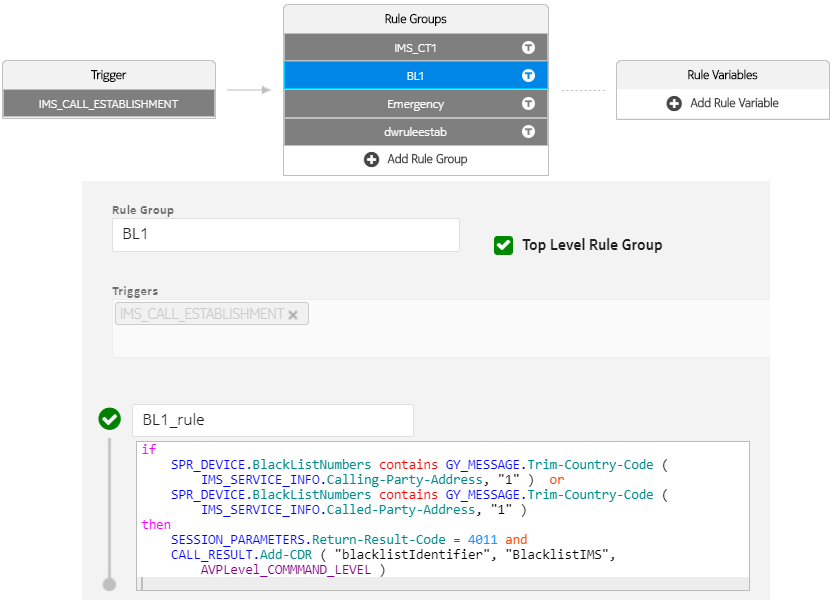 Trigger
IMS_CALL_ESTABLISHMENT
Rule Groups
IMS_CT1 T
BL1 T
Emergency T
dwruleestab T
Add Rule Group
Rule Variables
Add Rule Variable
Rule Group
BL1
Top Level Rule Group
Triggers
IMS_CALL_ESTABLISHMENT ×
BL1_rule
if
SPR_DEVICE.BlackListNumbers contains GY_MESSAGE.Trim-Country-Code (
IMS_SERVICE_INFO.Calling-Party-Address, "1" ) or
SPR_DEVICE.BlackListNumbers contains GY_MESSAGE.Trim-Country-Code (
IMS_SERVICE_INFO.Called-Party-Address, "1" )
then
SESSION_PARAMETERS.Return-Result-Code = 4011 and
CALL_RESULT.Add-CDR ( "blacklistIdentifier", "BlacklistIMS",
AVPLevel_COMMMAND_LEVEL )